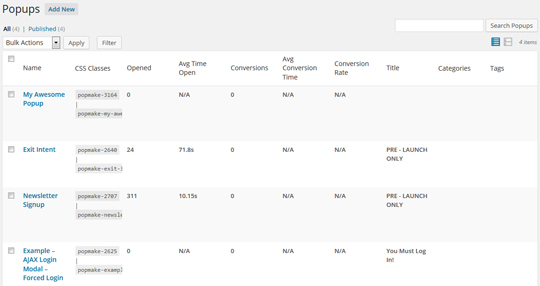 Popups Add New
All (4) | Published (4)
Search Popups
Bulk Actions Apply Filter
4 items
Name CSS Classes Opened Avg Time Open Conversions Avg Conversion Time Conversion Rate Title Categories Tags
My Awesome Popup
popmake-3164
|
popmake-my-aw
0 N/A 0 N/A N/A
Exit Intent
popmake-2640
|
popmake-exit-
24 71.8s 0 N/A N/A PRE - LAUNCH ONLY
Newsletter Signup
popmake-2707
|
popmake-newsl
311 10.15s 0 N/A N/A PRE - LAUNCH ONLY
Example – AJAX Login Modal – Forced Login
popmake-2625
|
popmake-exampl
0 N/A 0 N/A N/A You Must Log In!